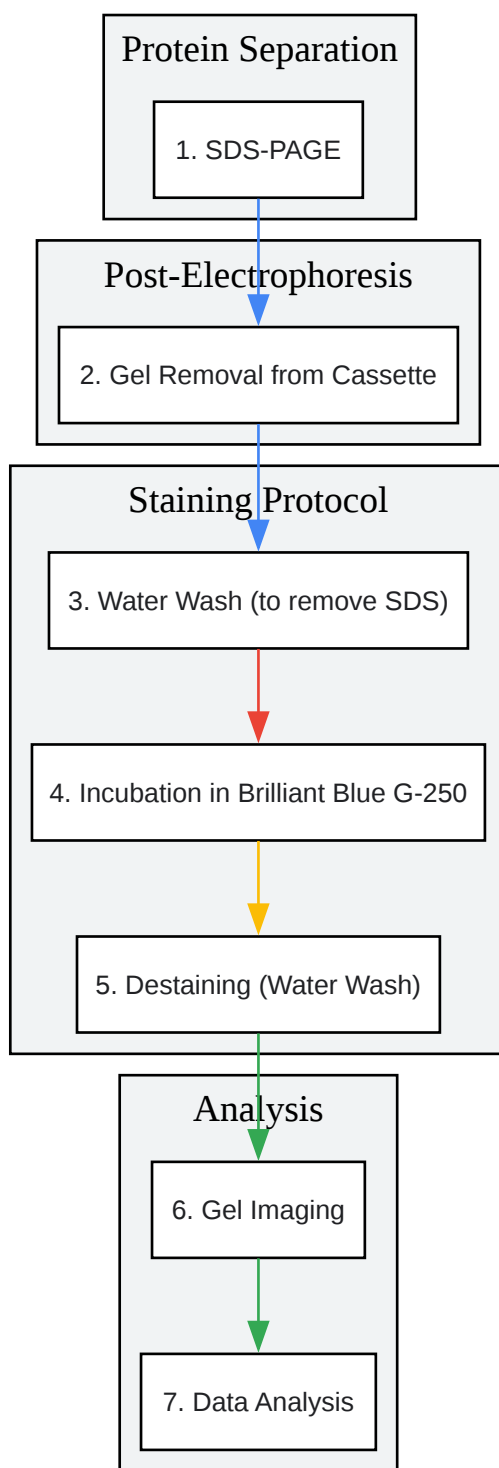 Protein Separation
1. SDS-PAGE
Post-Electrophoresis
2. Gel Removal from Cassette
Staining Protocol
3. Water Wash (to remove SDS)
4. Incubation in Brilliant Blue G-250
5. Destaining (Water Wash)
Analysis
6. Gel Imaging
7. Data Analysis